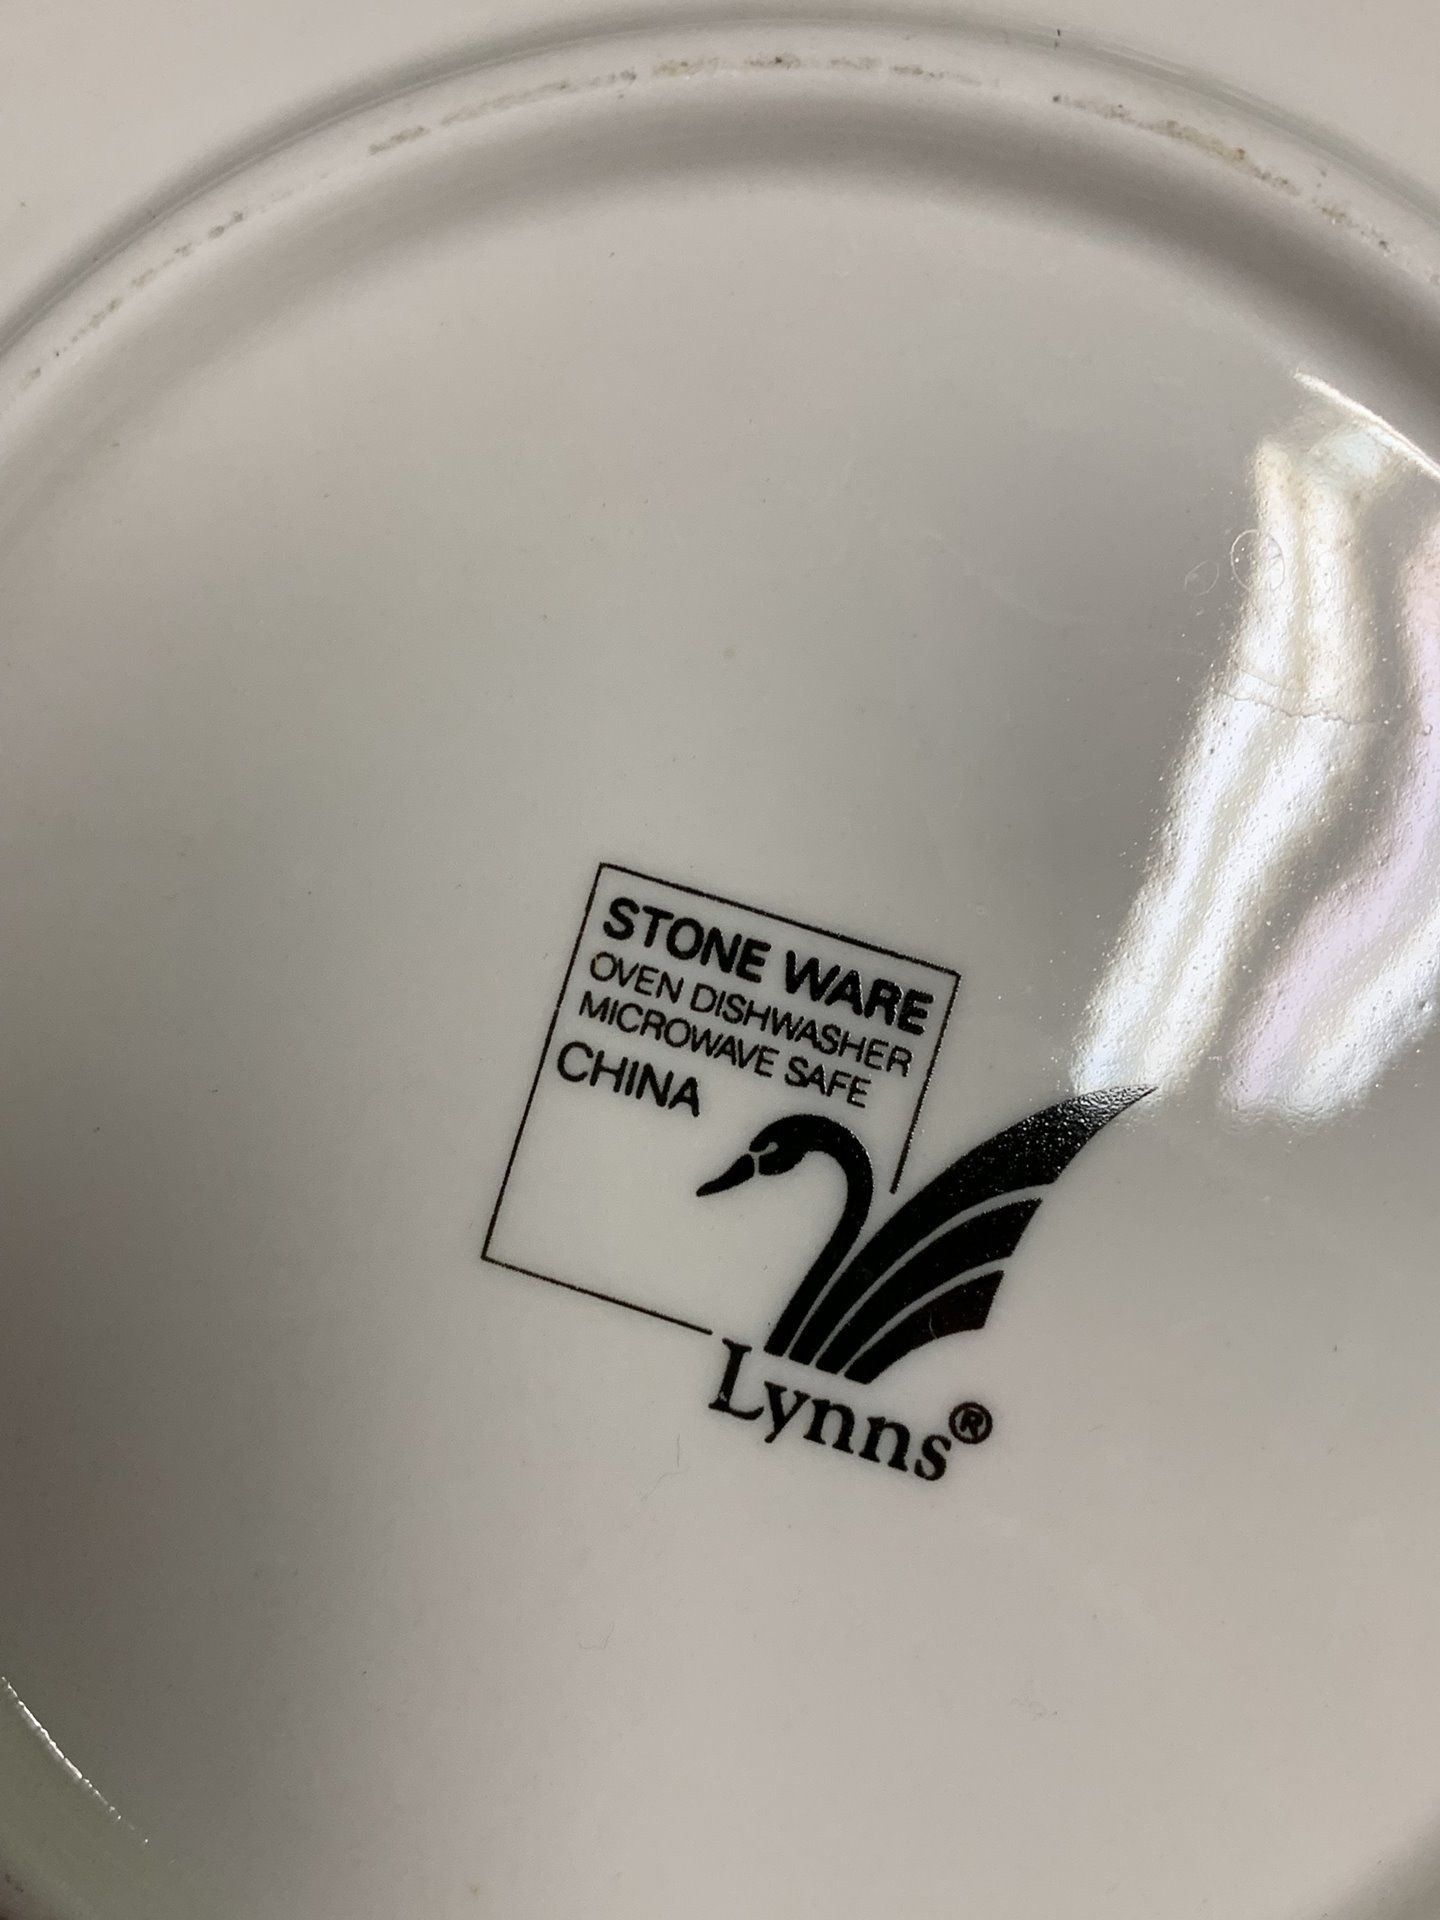 STONE WARE
OVEN DISHWASHER
MICROWAVE SAFE
CHINA
Lynns®